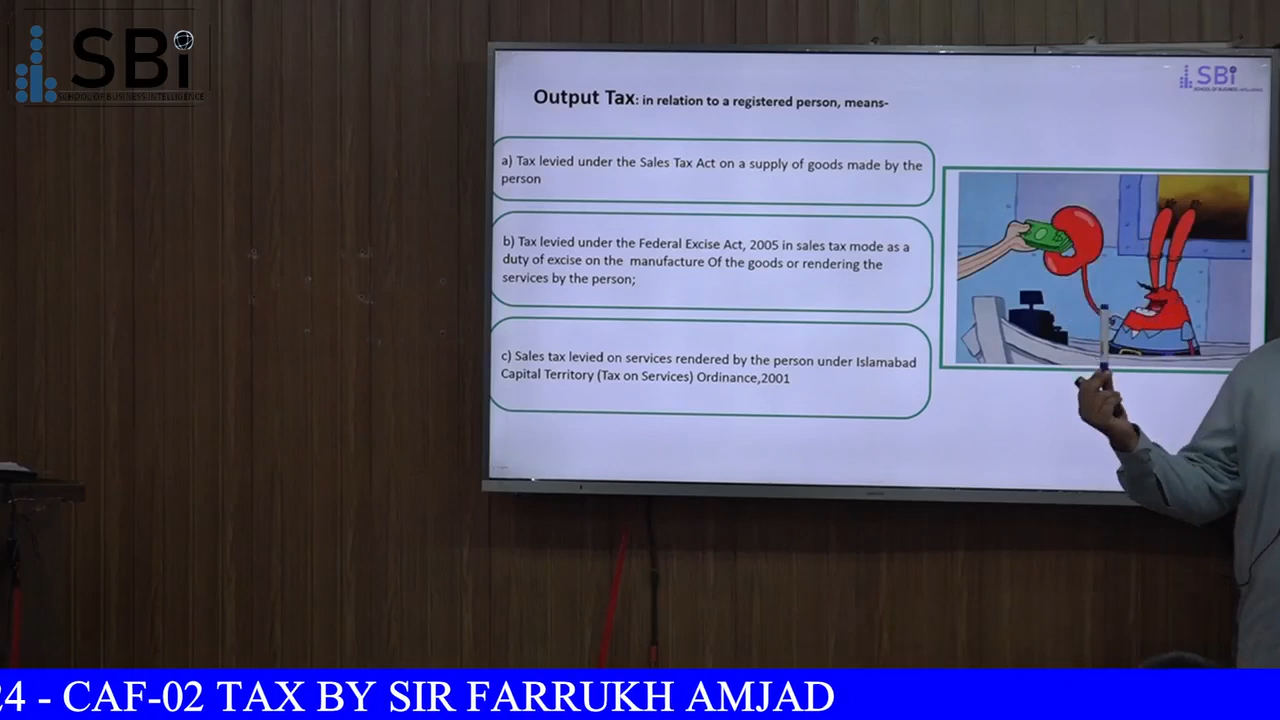 SBi
SCHOOL OF BUSINESS INTELLIGENCE
SBi
SCHOOL OF BUSINESS INTELLIGENCE
Output Tax: in relation to a registered person, means-
a) Tax levied under the Sales Tax Act on a supply of goods made by the
person
b) Tax levied under the Federal Excise Act, 2005 in sales tax mode as a
duty of excise on the manufacture Of the goods or rendering the
services by the person;
c) Sales tax levied on services rendered by the person under Islamabad
Capital Territory (Tax on Services) Ordinance,2001
24 - CAF-02 TAX BY SIR FARRUKH AMJAD